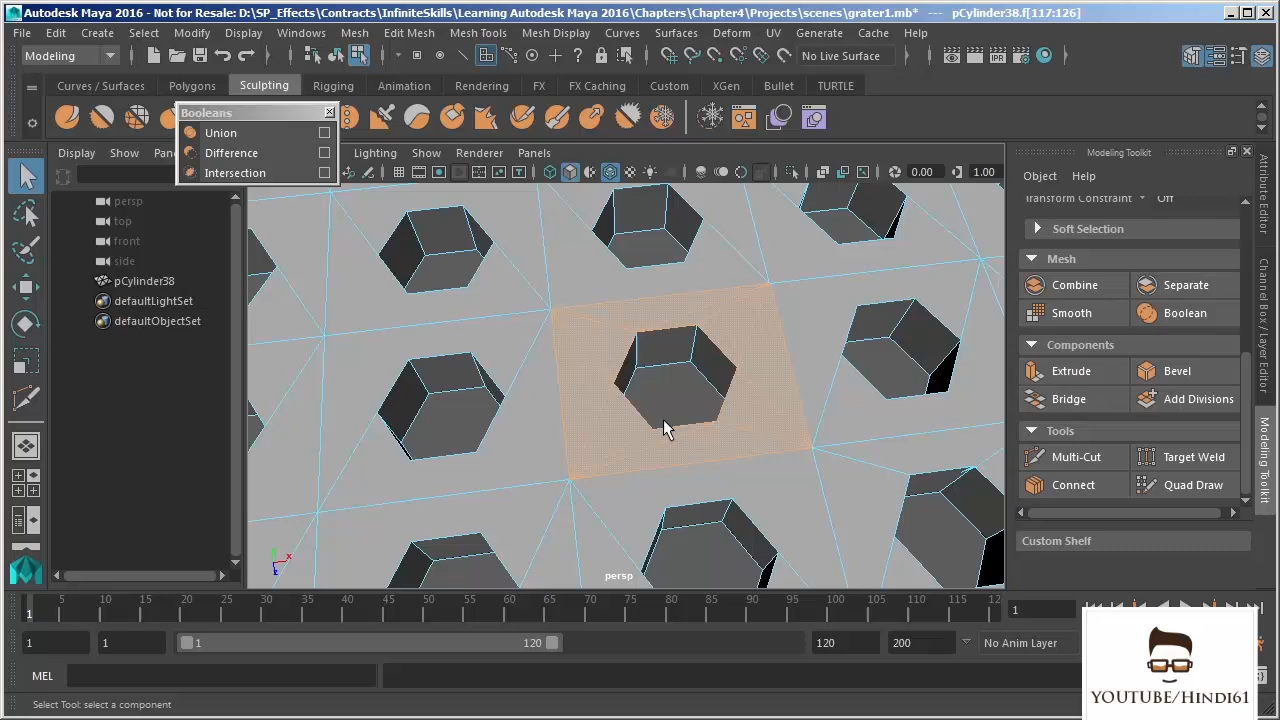 Autodesk Maya 2016 - Not for Resale: D:\SP_Effects\Contracts\InfiniteSkills\Learning Autodesk Maya 2016\Chapters\Chapter4\Projects\scenes\grater1.mb* --- pCylinder38.f[117:126]
File Edit Create Select Modify Display Windows Mesh Edit Mesh Mesh Tools Mesh Display Curves Surfaces Deform UV Generate Cache Help
Modeling No Live Surface
Curves / Surfaces Polygons Sculpting Rigging Animation Rendering FX FX Caching Custom XGen Bullet TURTLE
Booleans
Union
Difference
Intersection
Display Show Lighting Show Renderer Panels
0.00 1.00
persp
top
front
side
pCylinder38
defaultLightSet
defaultObjectSet
persp
Modeling Toolkit
Object Help
Transform Constraint Off
Soft Selection
Mesh
Combine Separate
Smooth Boolean
Components
Extrude Bevel
Bridge Add Divisions
Tools
Multi-Cut Target Weld
Connect Quad Draw
Custom Shelf
Attribute Editor
Channel Box / Layer Editor
Modeling Toolkit
1 5 10 15 20 25 30 35 40 45 50 55 60 65 70 75 80 85 90 95 100 105 110 115 12 1
1 1 1 120 120 200 No Anim Layer
MEL
Select Tool: select a component
YOUTUBE/HINDI61